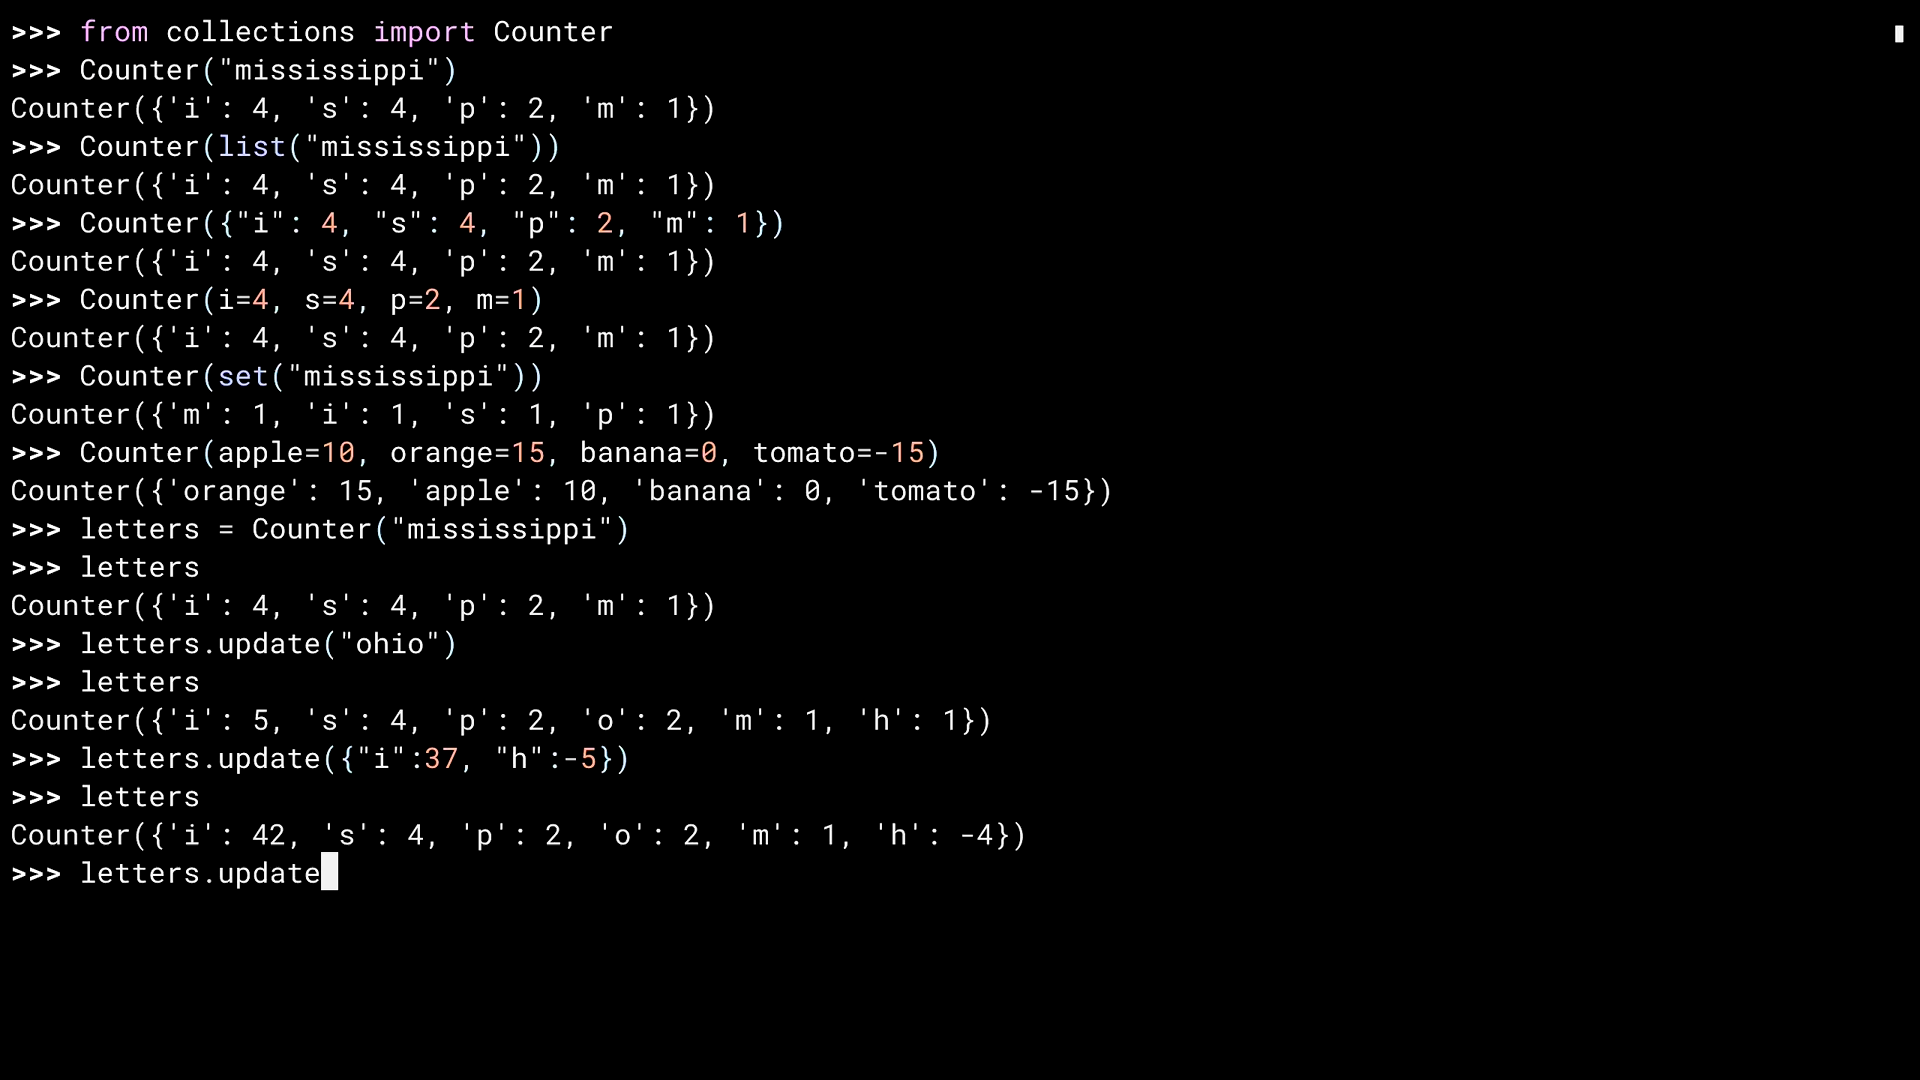 >>> from collections import Counter
>>> Counter("mississippi")
Counter({'i': 4, 's': 4, 'p': 2, 'm': 1})
>>> Counter(list("mississippi"))
Counter({'i': 4, 's': 4, 'p': 2, 'm': 1})
>>> Counter({"i": 4, "s": 4, "p": 2, "m": 1})
Counter({'i': 4, 's': 4, 'p': 2, 'm': 1})
>>> Counter(i=4, s=4, p=2, m=1)
Counter({'i': 4, 's': 4, 'p': 2, 'm': 1})
>>> Counter(set("mississippi"))
Counter({'m': 1, 'i': 1, 's': 1, 'p': 1})
>>> Counter(apple=10, orange=15, banana=0, tomato=-15)
Counter({'orange': 15, 'apple': 10, 'banana': 0, 'tomato': -15})
>>> letters = Counter("mississippi")
>>> letters
Counter({'i': 4, 's': 4, 'p': 2, 'm': 1})
>>> letters.update("ohio")
>>> letters
Counter({'i': 5, 's': 4, 'p': 2, 'o': 2, 'm': 1, 'h': 1})
>>> letters.update({"i":37, "h":-5})
>>> letters
Counter({'i': 42, 's': 4, 'p': 2, 'o': 2, 'm': 1, 'h': -4})
>>> letters.update